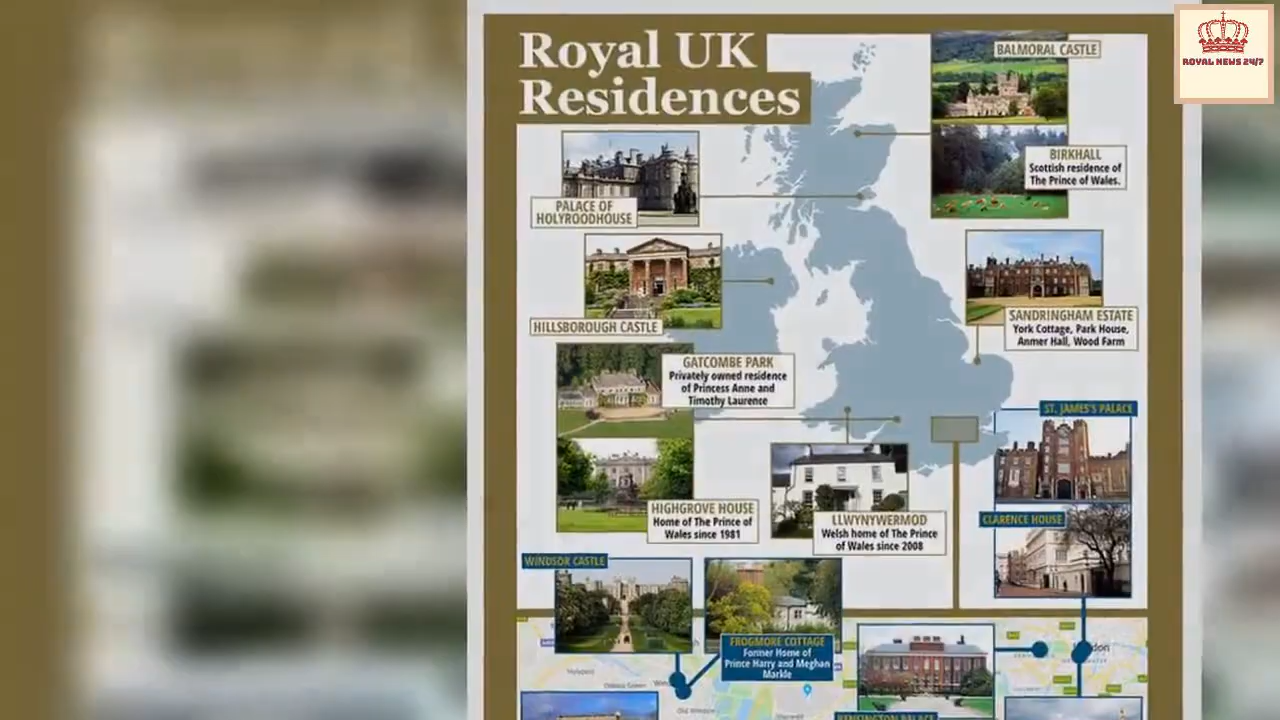 Royal UK
Residences
BALMORAL CASTLE
ROYAL NEWS 24/7
BIRKHALL
Scottish residence of
The Prince of Wales.
PALACE OF
HOLYROODHOUSE
SANDRINGHAM ESTATE
York Cottage, Park House,
Anmer Hall, Wood Farm
HILLSBOROUGH CASTLE
GATCOMBE PARK
Privately owned residence
of Princess Anne and
Timothy Laurence
ST. JAMES'S PALACE
HIGHGROVE HOUSE
Home of The Prince of
Wales since 1981
LLWYNYWERMOD
Welsh home of The Prince
of Wales since 2008
CLARENCE HOUSE
WINDSOR CASTLE
FROGMORE COTTAGE
Former Home of
Prince Harry and Meghan
Markle
KENSINGTON PALACE